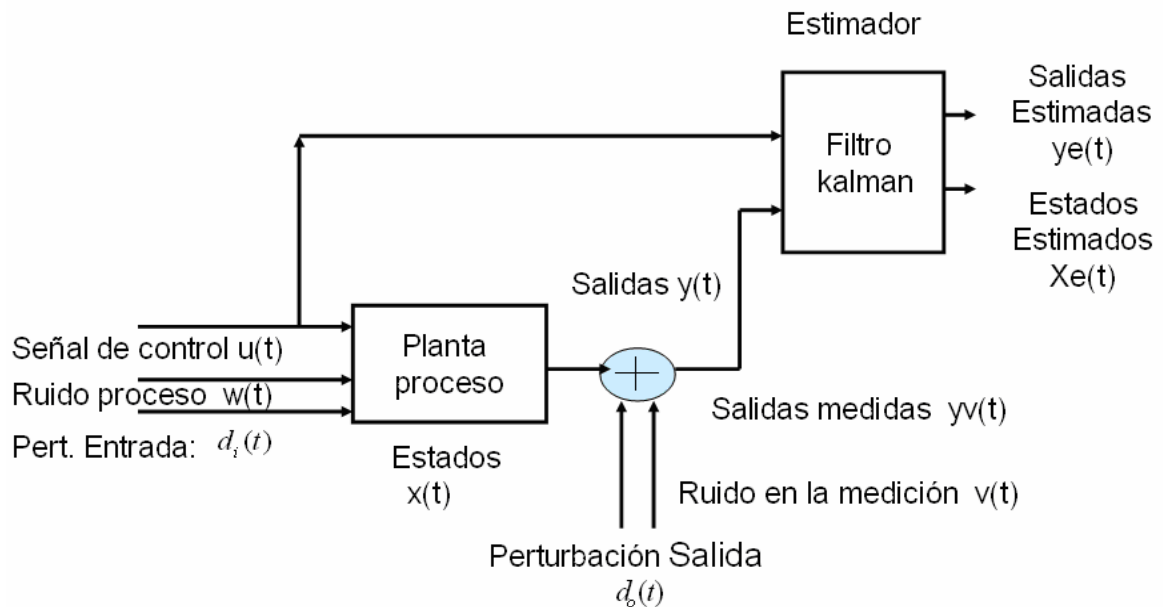 Estimador
Filtro
kalman
Salidas
Estimadas
ye(t)
Estados
Estimados
Xe(t)
Salidas y(t)
Señal de control u(t)
Ruido proceso w(t)
Pert. Entrada: d_i(t)
Planta
proceso
Estados
x(t)
+
Salidas medidas yv(t)
Ruido en la medición v(t)
Perturbación Salida
d_o(t)